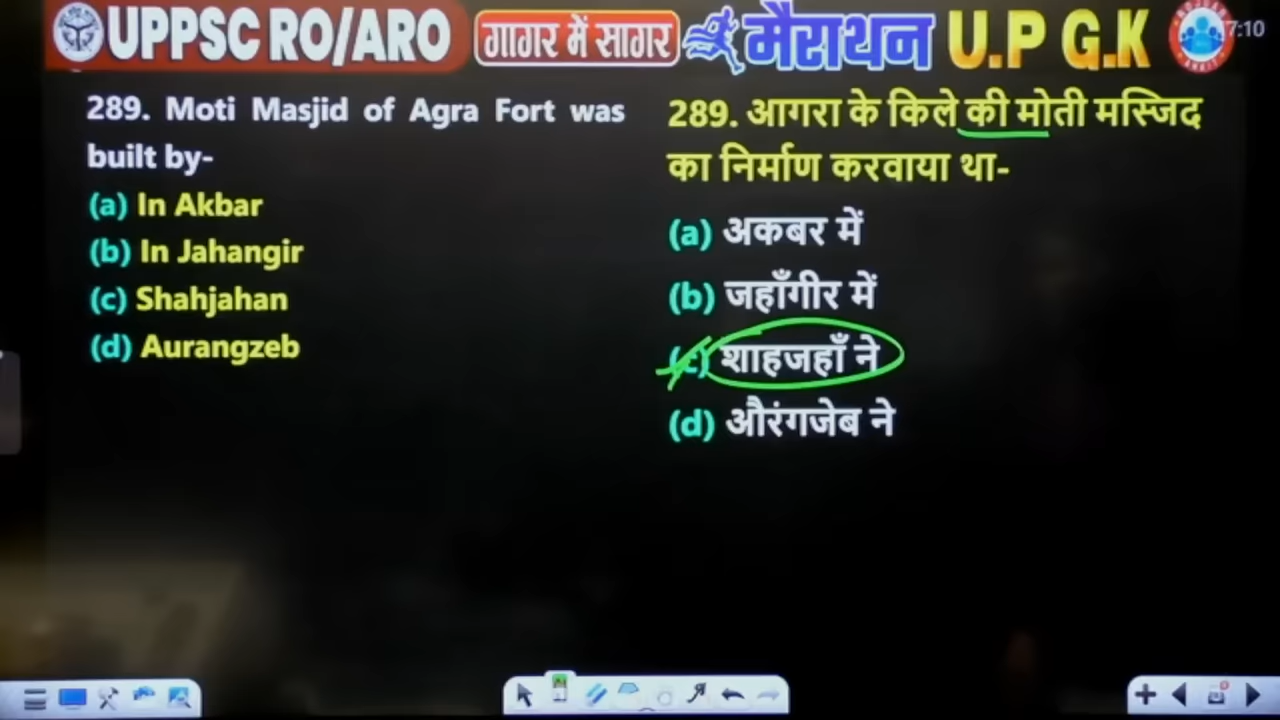 UPPSC RO/ARO गागर में सागर मैराथन U.P G.K
7:10
289. Moti Masjid of Agra Fort was
built by-
(a) In Akbar
(b) In Jahangir
(c) Shahjahan
(d) Aurangzeb
289. आगरा के किले की मोती मस्जिद
का निर्माण करवाया था-
(a) अकबर में
(b) जहाँगीर में
(c) शाहजहाँ ने
(d) औरंगजेब ने